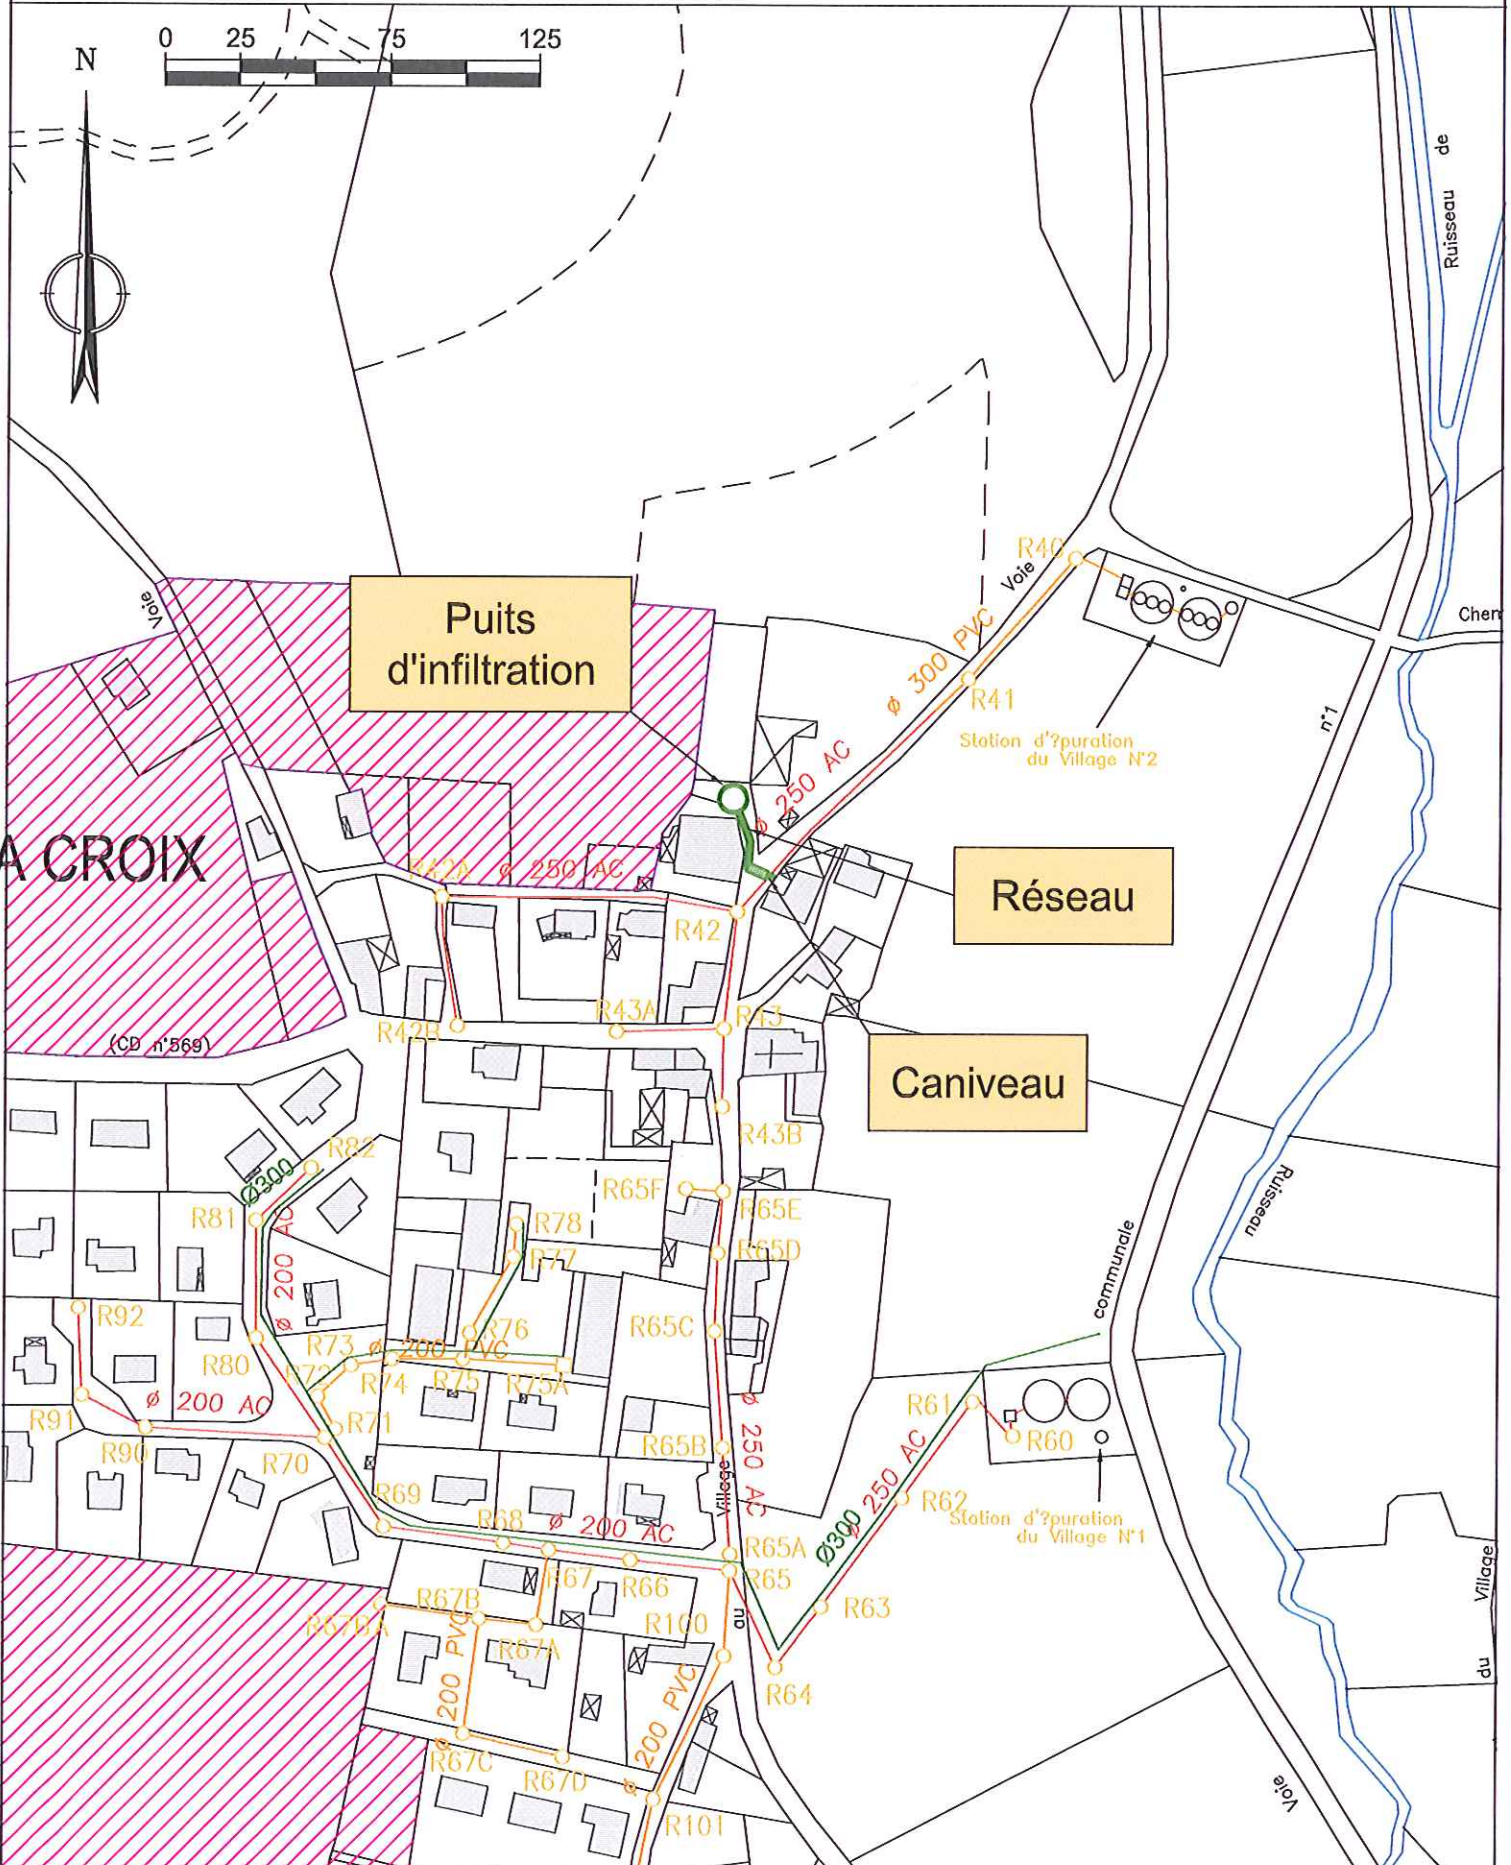 0 25 75 125
N
Ruisseau de
Voie
Puits
d'infiltration
R40
Voie
Chem
ø 300 PVC
R41
n°1
Station d'?puration
du Village N°2
ø 250 AC
A CROIX
R42A ø 250 AC
Réseau
R42
R43A
R43
R42B
(CD n°569)
Caniveau
R43B
R82
Ø300
R65F
R65E
Ruisseau
R81
R78
R77
R65D
communale
ø 200 AC
R92
R76
R65C
R80
R73 ø 200 PVC
R72
R74 R75 R75A
R61
R91
ø 200 AC
R71
R90
R70
R65B
ø 250 AC
R60
Village
R69
R68
ø 200 AC
R62
Ø300
ø 250 AC
Station d'?puration
du Village N°1
R65A
R67
R66
R65
R63
R67B
R67BA
R67A
R100
au
Village
du
R64
ø 200 PVC
ø 200 PVC
R67C
R67D
R101
Voie